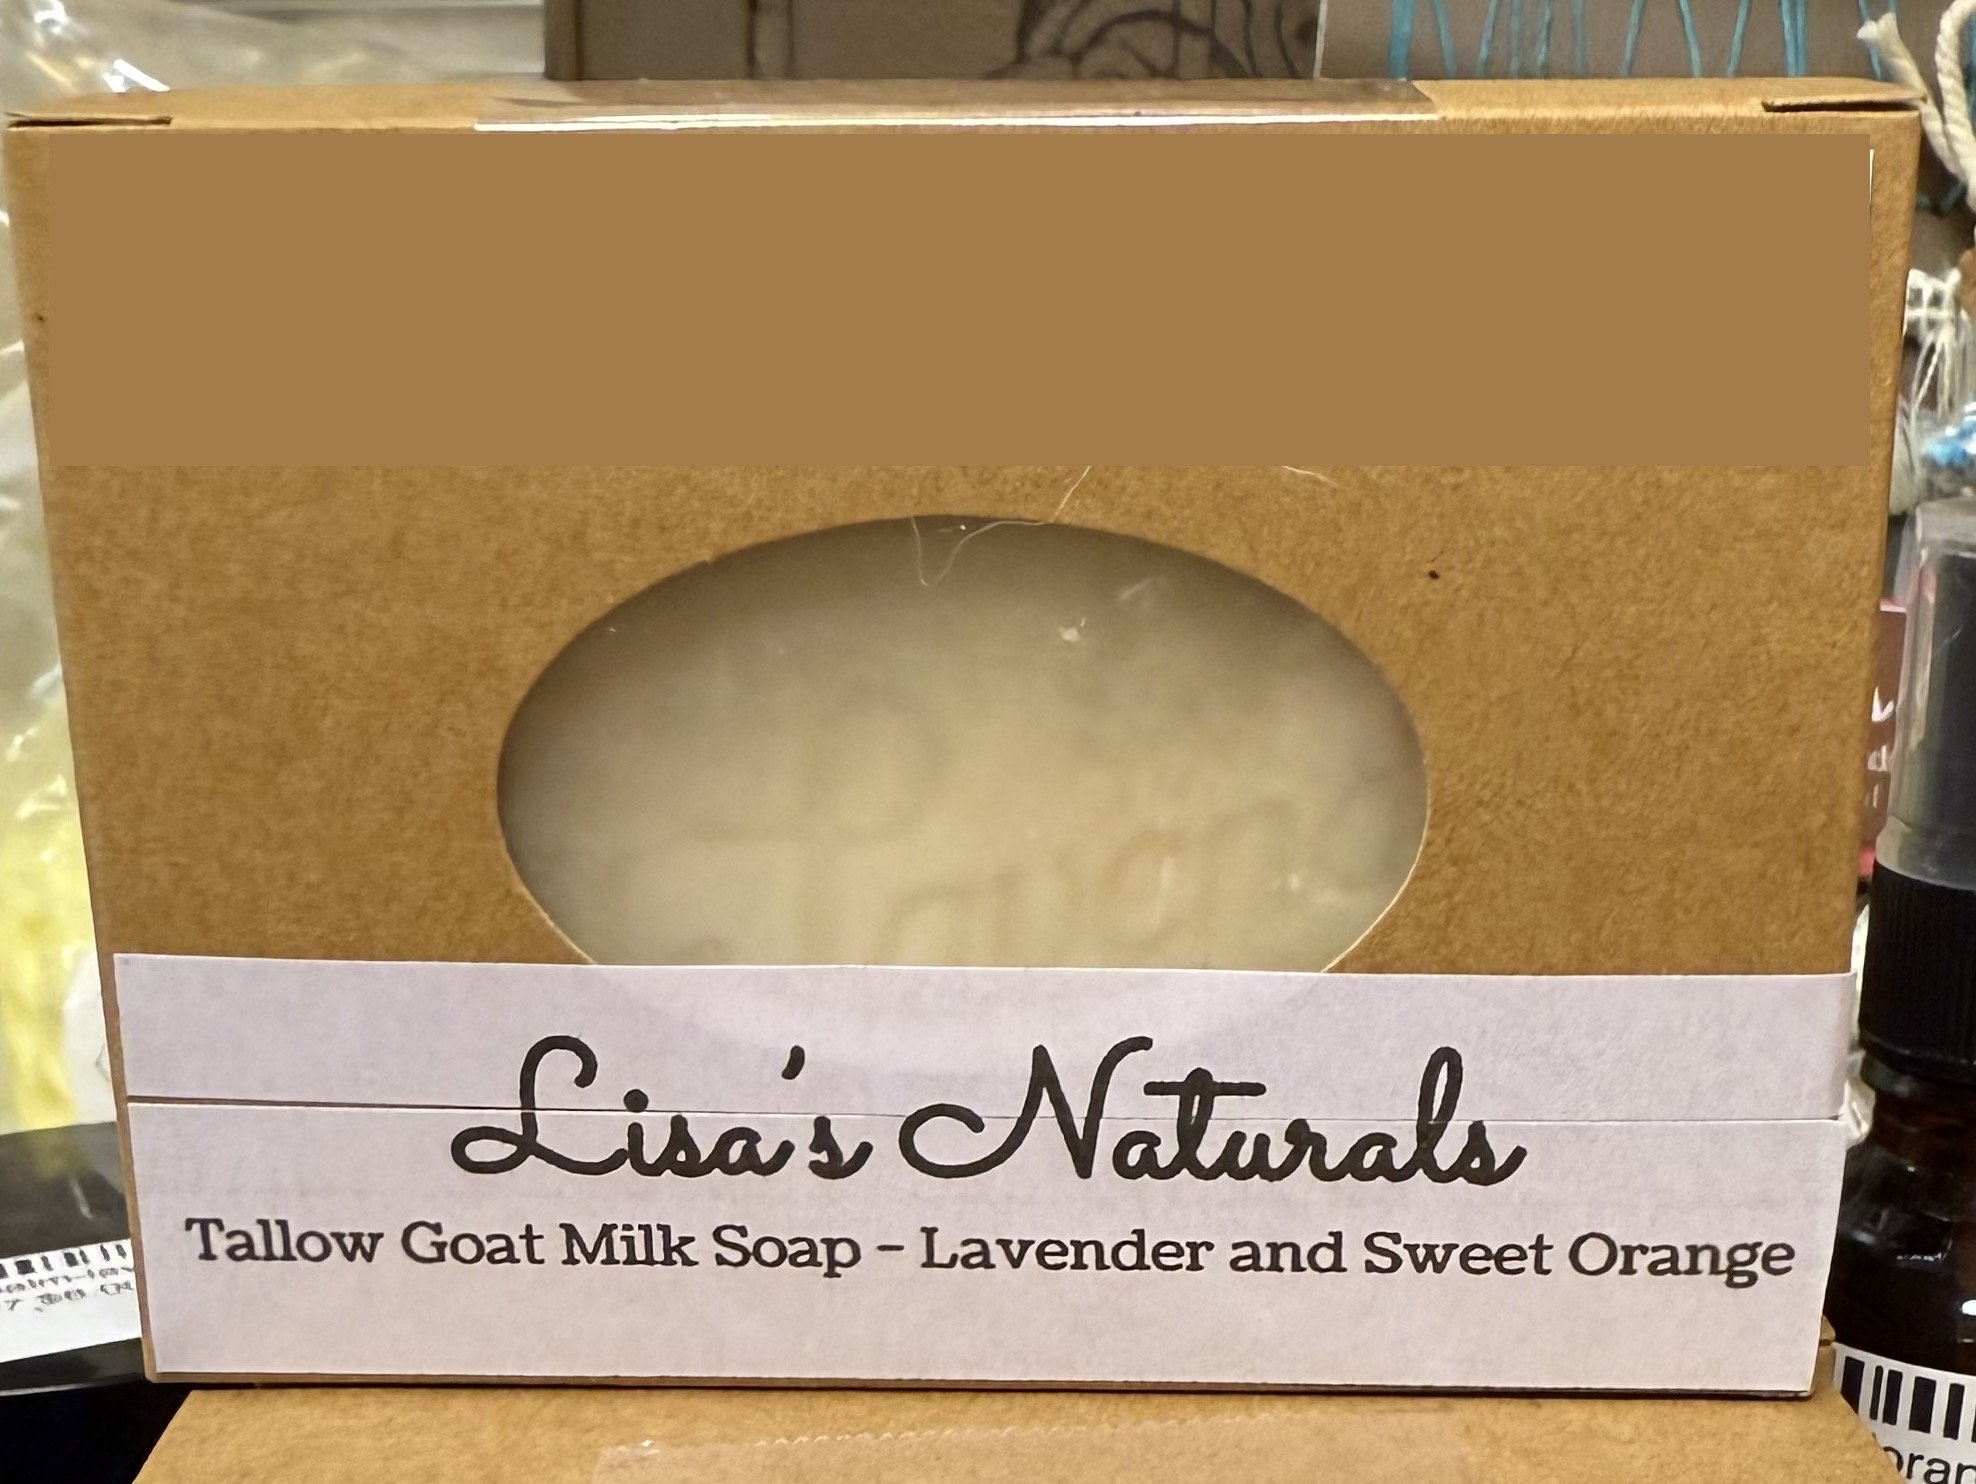 Lisa's Naturals
Tallow Goat Milk Soap - Lavender and Sweet Orange